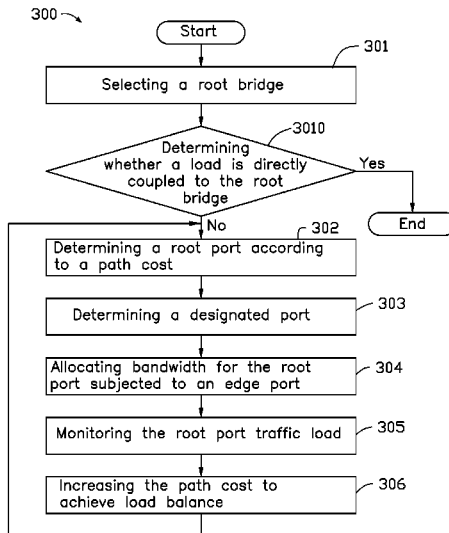 300
Start
301
Selecting a root bridge
3010
Determining
whether a load is directly
coupled to the root
bridge
Yes
No
End
302
Determining a root port according
to a path cost
303
Determining a designated port
Allocating bandwidth for the root
port subjected to an edge port
304
Monitoring the root port traffic load
305
Increasing the path cost to
achieve load balance
306